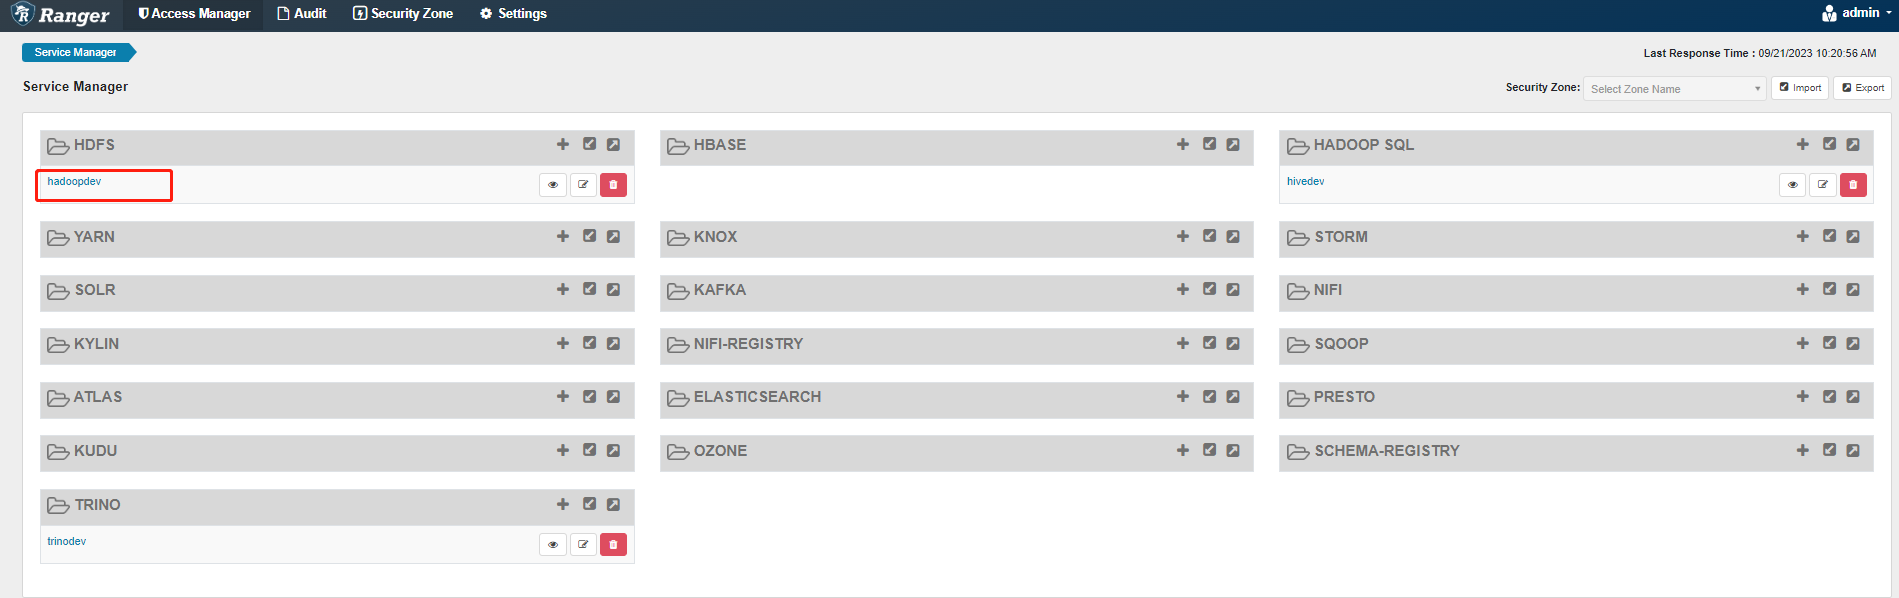 Ranger Access Manager Audit Security Zone Settings admin
Service Manager Last Response Time : 09/21/2023 10:20:56 AM
Service Manager Security Zone: Select Zone Name Import Export
HDFS HBASE HADOOP SQL
hadoopdev hivedev
YARN KNOX STORM
SOLR KAFKA NIFI
KYLIN NIFI-REGISTRY SQOOP
ATLAS ELASTICSEARCH PRESTO
KUDU OZONE SCHEMA-REGISTRY
TRINO
trinodev